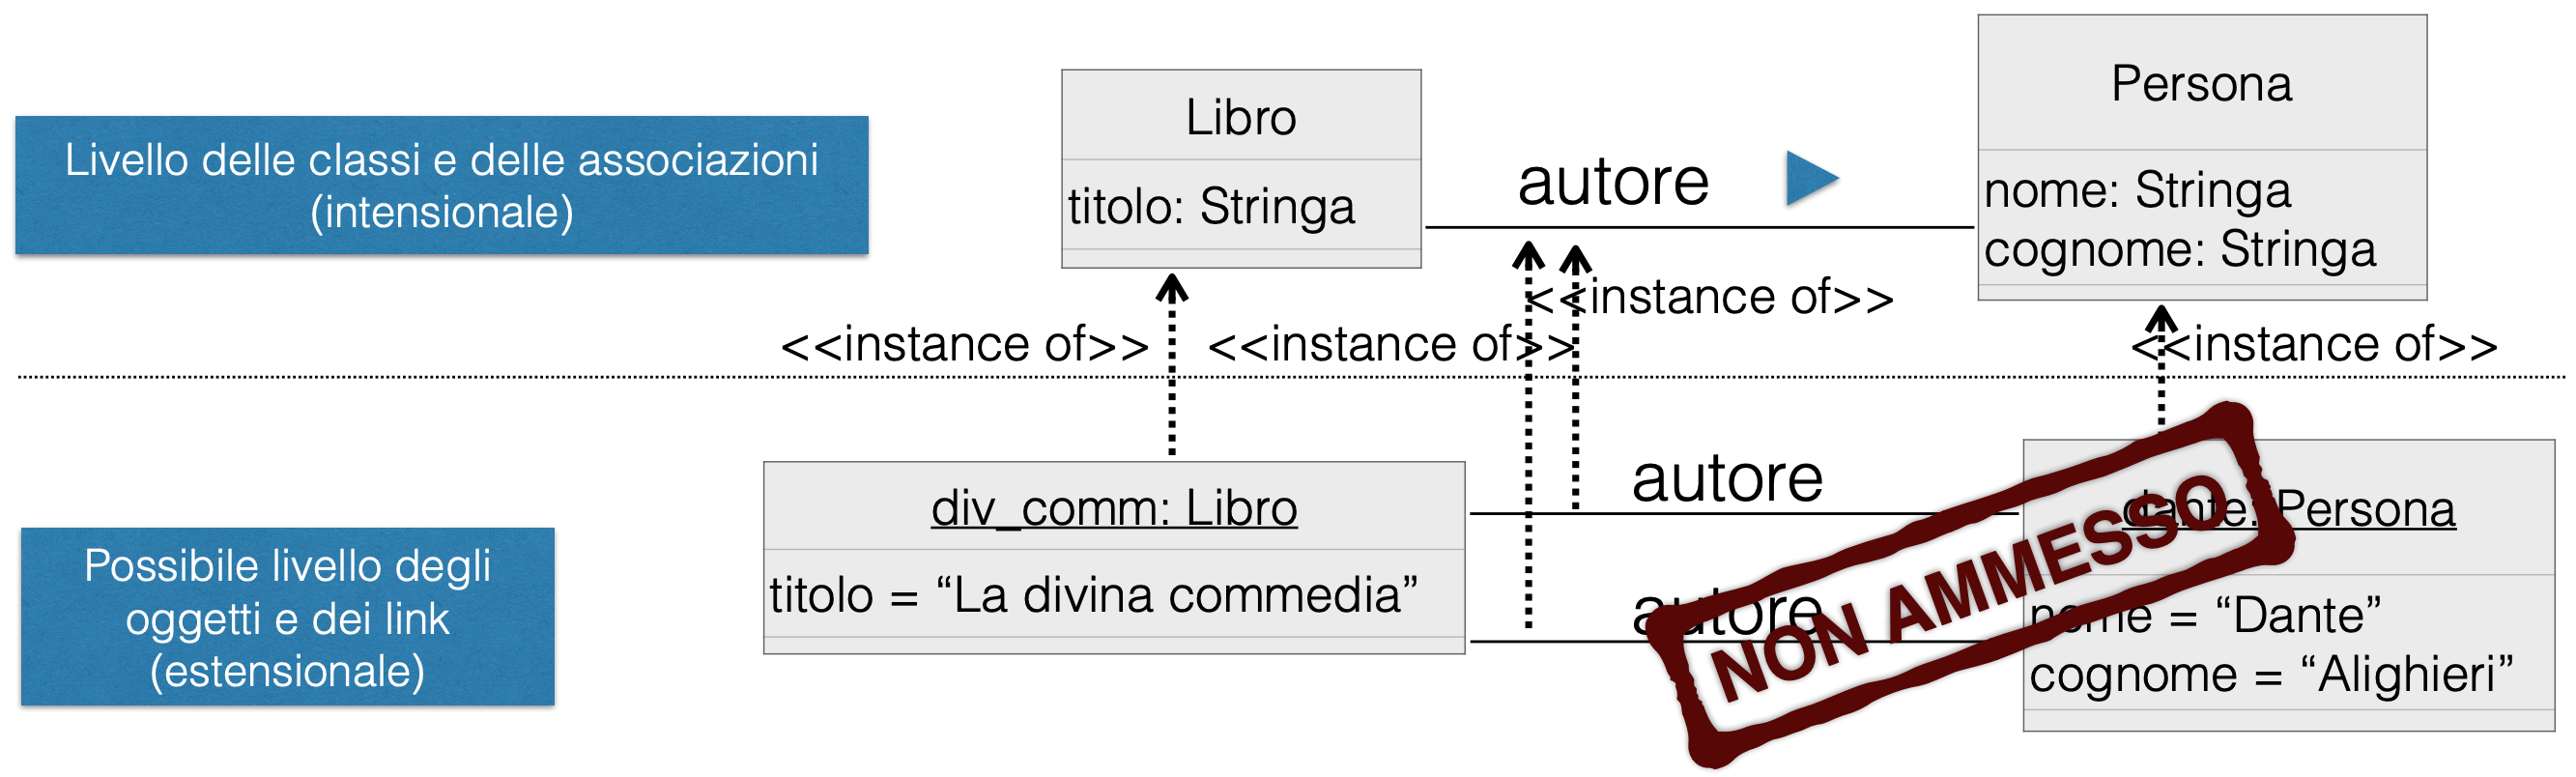 Livello delle classi e delle associazioni
(intensionale)
Libro
titolo: Stringa
autore
Persona
nome: Stringa
cognome: Stringa
<<instance of>>
<<instance of>>
<<instance of>>
<<instance of>>
Possibile livello degli
oggetti e dei link
(estensionale)
div_comm: Libro
titolo = “La divina commedia”
autore
autore
dante: Persona
nome = “Dante”
cognome = “Alighieri”
NON AMMESSO